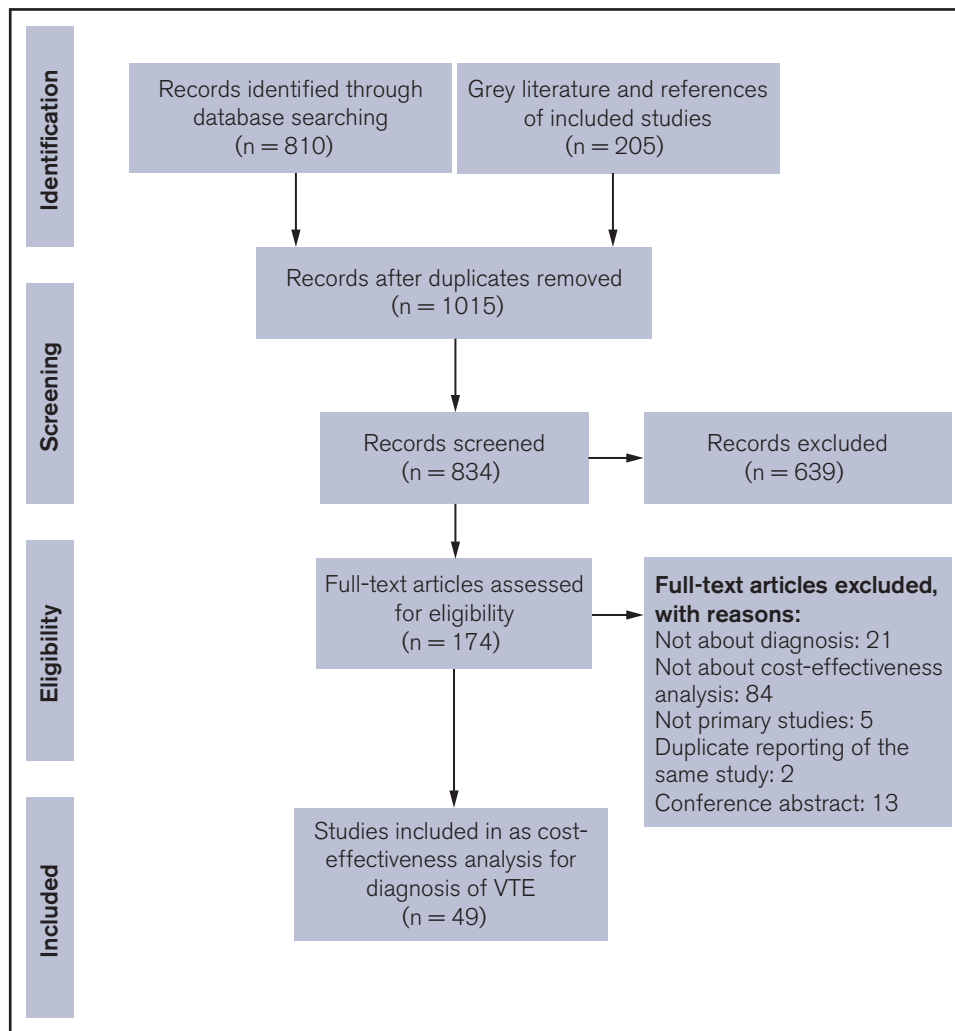 Identification
Records identified through
database searching
(n = 810)
Grey literature and references
of included studies
(n = 205)
Records after duplicates removed
(n = 1015)
Screening
Records screened
(n = 834)
Records excluded
(n = 639)
Eligibility
Full-text articles assessed
for eligibility
(n = 174)
Full-text articles excluded,
with reasons:
Not about diagnosis: 21
Not about cost-effectiveness
analysis: 84
Not primary studies: 5
Duplicate reporting of the
same study: 2
Conference abstract: 13
Included
Studies included in as cost-
effectiveness analysis for
diagnosis of VTE
(n = 49)